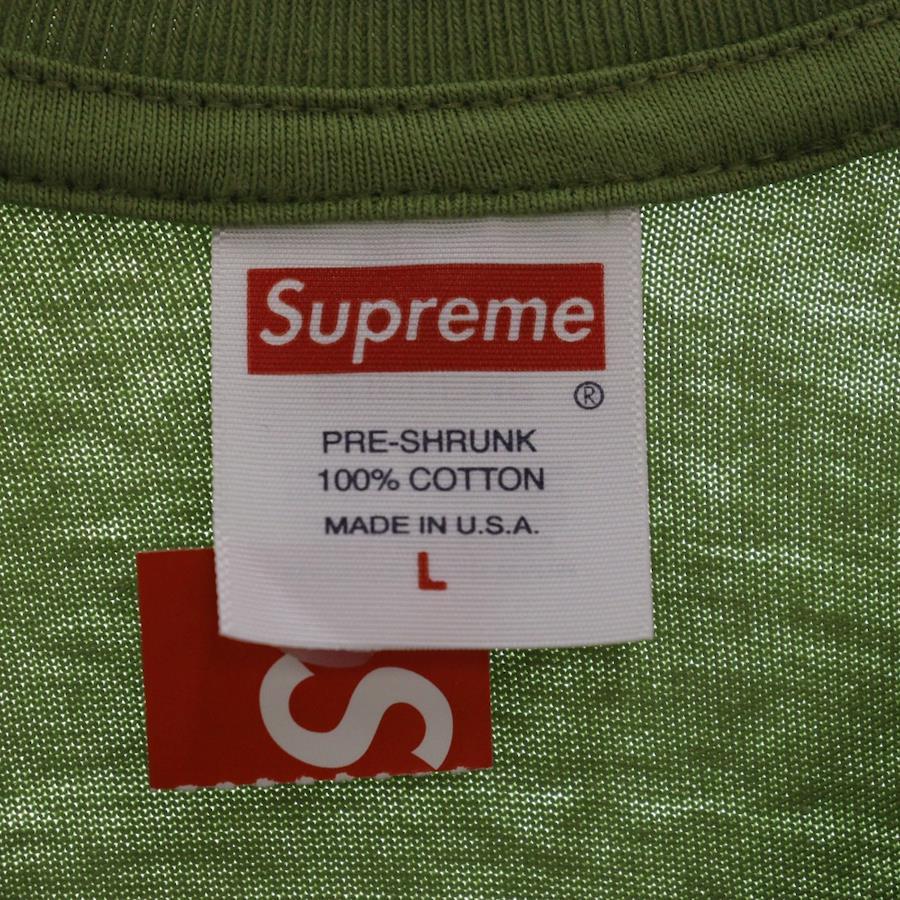 Supreme
®
PRE-SHRUNK
100% COTTON
MADE IN U.S.A.
L
S